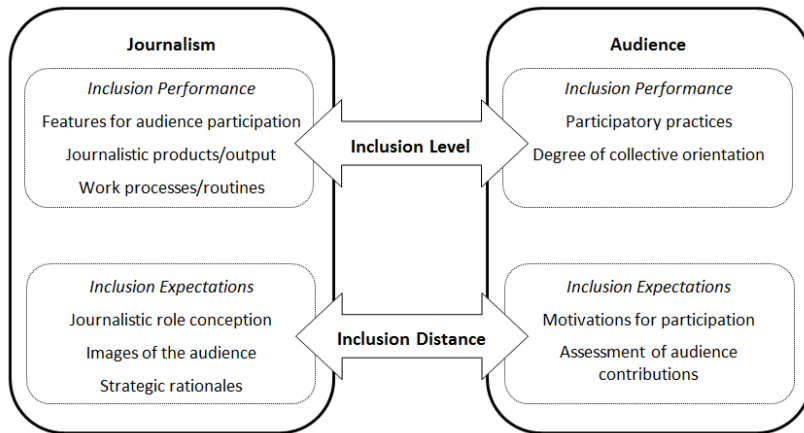 Journalism
Inclusion Performance
Features for audience participation
Journalistic products/output
Work processes/routines
Inclusion Expectations
Journalistic role conception
Images of the audience
Strategic rationales
Inclusion Level
Inclusion Distance
Audience
Inclusion Performance
Participatory practices
Degree of collective orientation
Inclusion Expectations
Motivations for participation
Assessment of audience
contributions